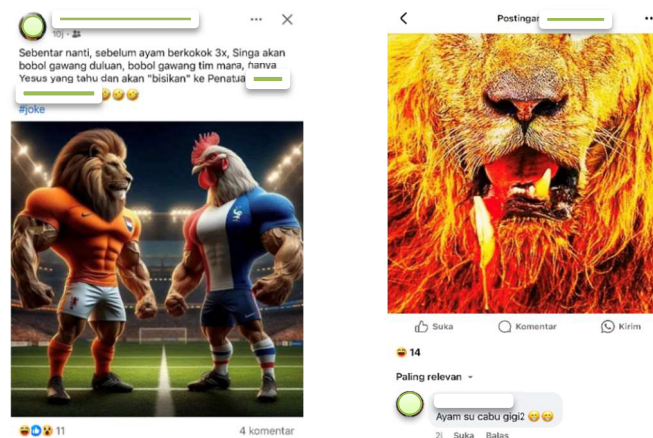 10j
Sebentar nanti, sebelum ayam berkokok 3x, Singa akan
bobol gawang duluan, bobol gawang tim mana, hanya
Yesus yang tahu dan akan "bisikan" ke Penatua
#joke
11
4 komentar
Postingan
Suka
Komentar
Kirim
14
Paling relevan
Ayam su cabu gigi2
2j Suka Balas